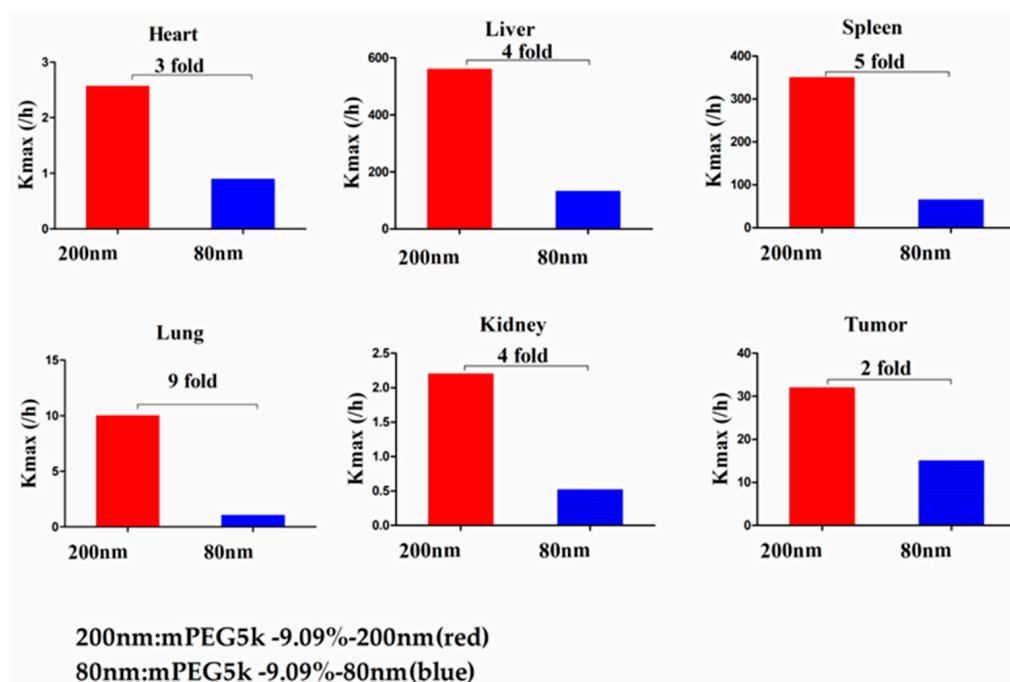 Heart
3 fold
Kmax (/h)
3
2
1
0
200nm 80nm
Liver
4 fold
Kmax (/h)
600
400
200
0
200nm 80nm
Spleen
5 fold
Kmax (/h)
400
300
200
100
0
200nm 80nm
Lung
9 fold
Kmax (/h)
15
10
5
0
200nm 80nm
Kidney
4 fold
Kmax (/h)
2.5
2.0
1.5
1.0
0.5
0.0
200nm 80nm
Tumor
2 fold
Kmax (/h)
40
30
20
10
0
200nm 80nm
200nm:mPEG5k -9.09%-200nm(red)
80nm:mPEG5k -9.09%-80nm(blue)